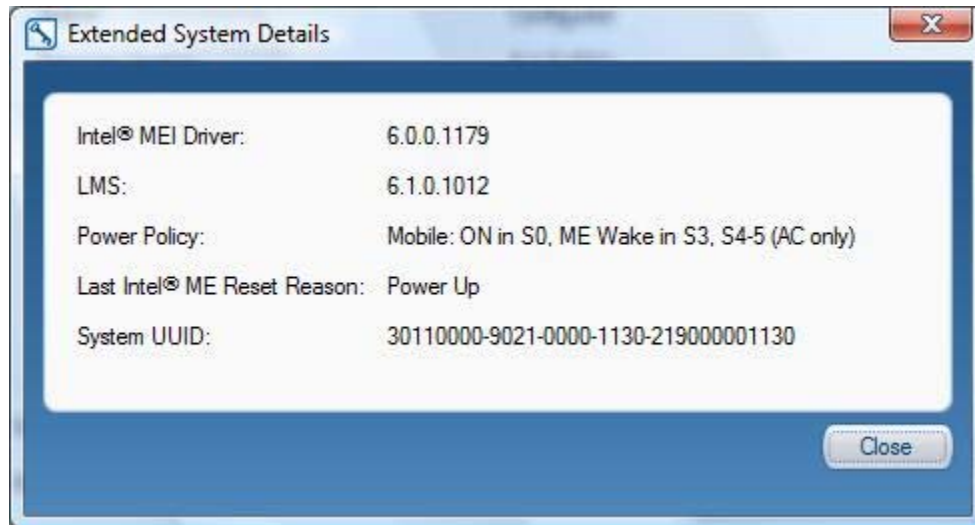 Extended System Details
Intel® MEI Driver: 6.0.0.1179
LMS: 6.1.0.1012
Power Policy: Mobile: ON in S0, ME Wake in S3, S4-5 (AC only)
Last Intel® ME Reset Reason: Power Up
System UUID: 30110000-9021-0000-1130-219000001130
Close